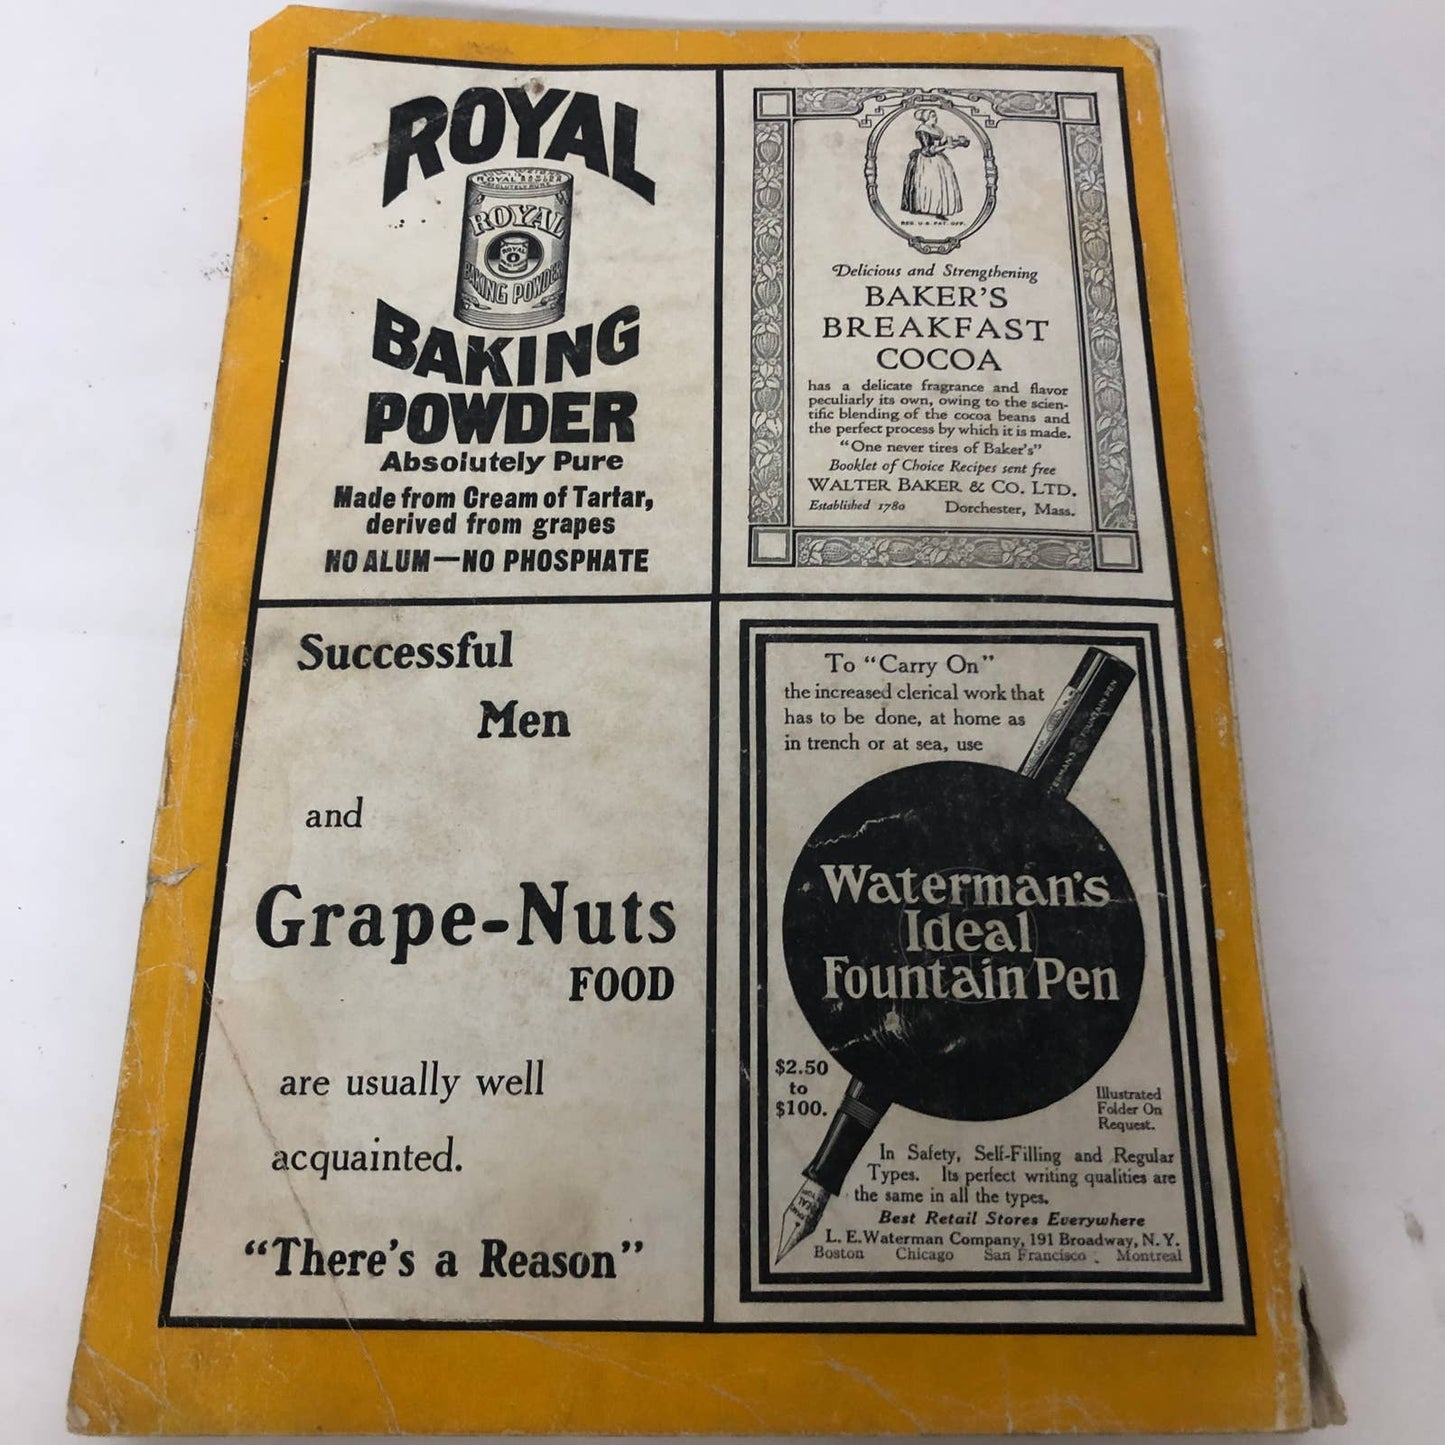 ROYAL
ROYAL BAKING
ABSOLUTELY PURE
ROYAL
ROYAL
BAKING POWDER
BAKING
POWDER
Absolutely Pure
Made from Cream of Tartar,
derived from grapes
NO ALUM—NO PHOSPHATE
REG. U.S. PAT. OFF.
Delicious and Strengthening
BAKER'S
BREAKFAST
COCOA
has a delicate fragrance and flavor
peculiarly its own, owing to the scien-
tific blending of the cocoa beans and
the perfect process by which it is made.
"One never tires of Baker's"
Booklet of Choice Recipes sent free
WALTER BAKER & CO. LTD.
Established 1780 Dorchester, Mass.
Successful
Men
and
Grape-Nuts
FOOD
are usually well
acquainted.
"There's a Reason"
To "Carry On"
the increased clerical work that
has to be done, at home as
in trench or at sea, use
FOUNTAIN PEN
Waterman's
Ideal
Fountain Pen
$2.50
to
$100.
Illustrated
Folder On
Request.
In Safety, Self-Filling and Regular
Types. Its perfect writing qualities are
the same in all the types.
Best Retail Stores Everywhere
L. E. Waterman Company, 191 Broadway, N. Y.
Boston Chicago San Francisco Montreal